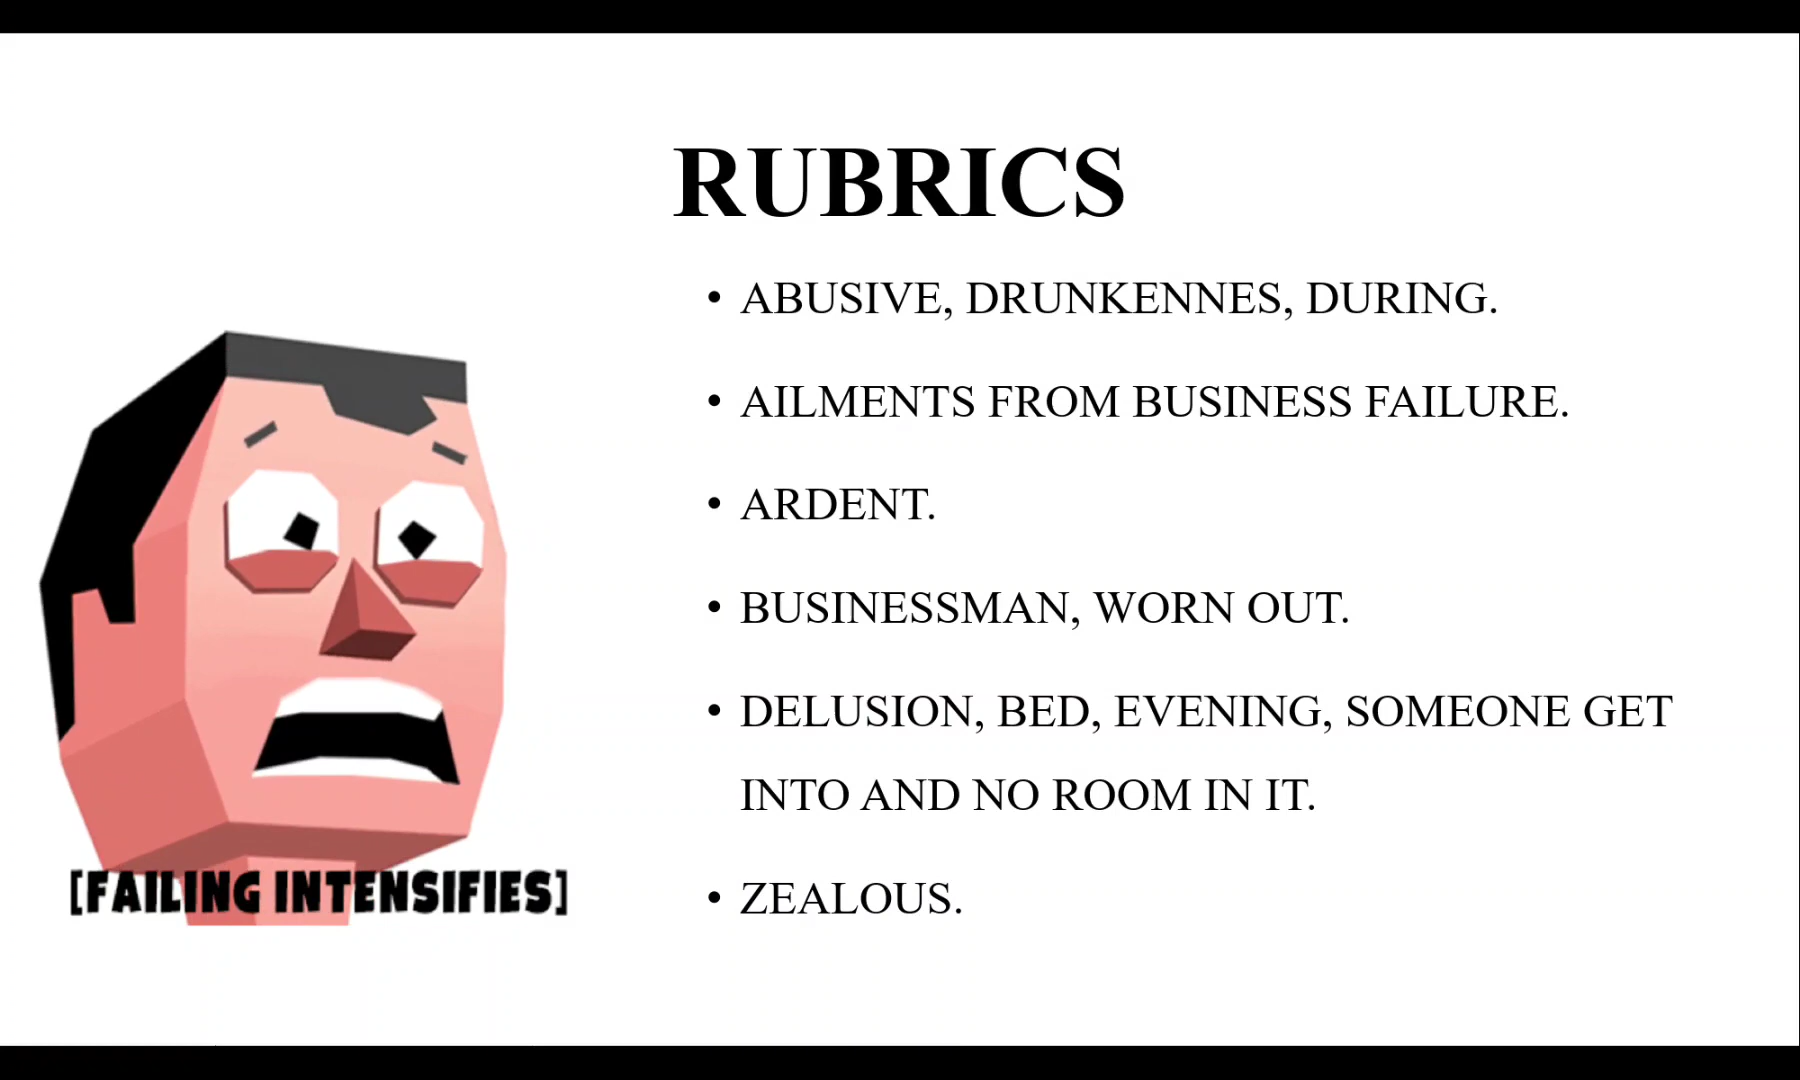 RUBRICS
• ABUSIVE, DRUNKENNES, DURING.
• AILMENTS FROM BUSINESS FAILURE.
• ARDENT.
• BUSINESSMAN, WORN OUT.
• DELUSION, BED, EVENING, SOMEONE GET
INTO AND NO ROOM IN IT.
• ZEALOUS.
[FAILING INTENSIFIES]